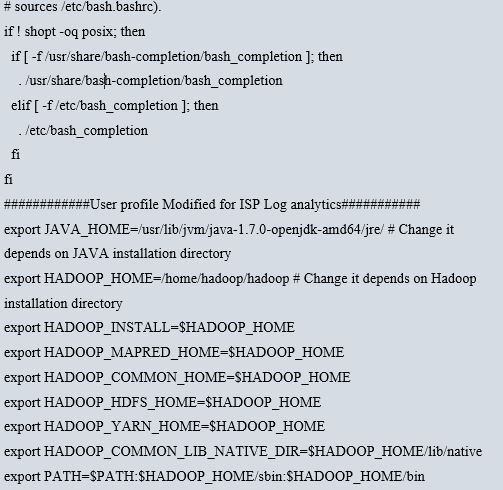 # sources /etc/bash.bashrc).
if ! shopt -oq posix; then
if [ -f /usr/share/bash-completion/bash_completion ]; then
. /usr/share/bash-completion/bash_completion
elif [ -f /etc/bash_completion ]; then
. /etc/bash_completion
fi
fi
############User profile Modified for ISP Log analytics###########
export JAVA_HOME=/usr/lib/jvm/java-1.7.0-openjdk-amd64/jre/ # Change it
depends on JAVA installation directory
export HADOOP_HOME=/home/hadoop/hadoop # Change it depends on Hadoop
installation directory
export HADOOP_INSTALL=$HADOOP_HOME
export HADOOP_MAPRED_HOME=$HADOOP_HOME
export HADOOP_COMMON_HOME=$HADOOP_HOME
export HADOOP_HDFS_HOME=$HADOOP_HOME
export HADOOP_YARN_HOME=$HADOOP_HOME
export HADOOP_COMMON_LIB_NATIVE_DIR=$HADOOP_HOME/lib/native
export PATH=$PATH:$HADOOP_HOME/sbin:$HADOOP_HOME/bin